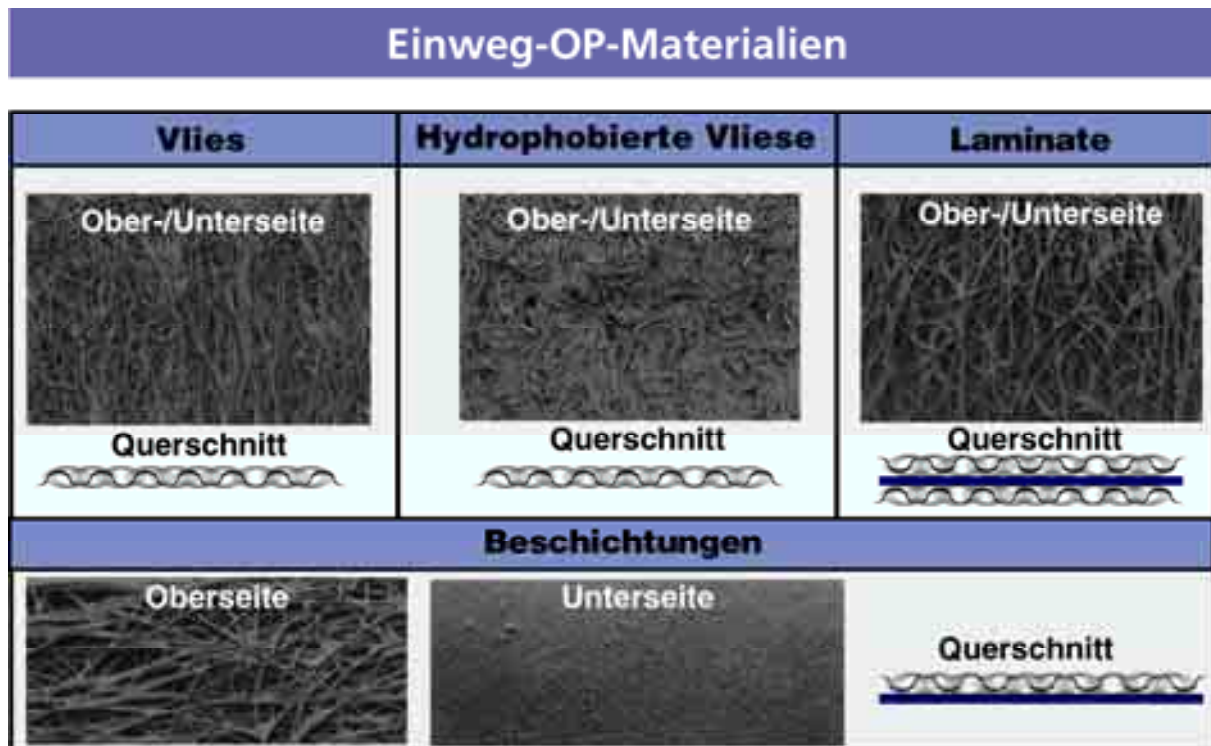 Einweg-OP-Materialien
Vlies
Hydrophobierte Vliese
Laminate
Ober-/Unterseite
Ober-/Unterseite
Ober-/Unterseite
Querschnitt
Querschnitt
Querschnitt
Beschichtungen
Oberseite
Unterseite
Querschnitt